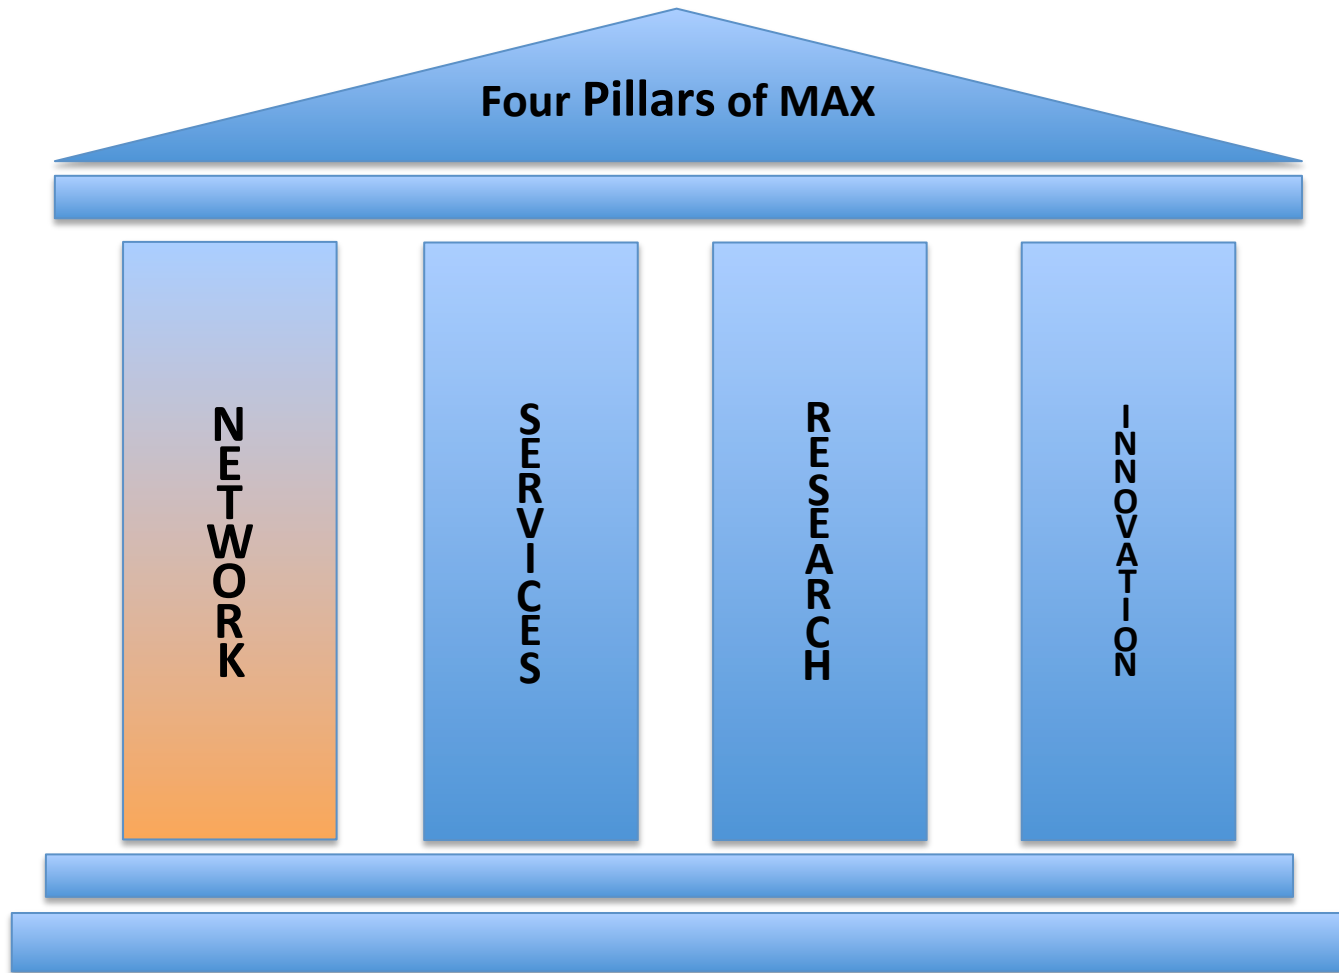 Four Pillars of MAX
NETWORK
SERVICES
RESEARCH
INNOVATION